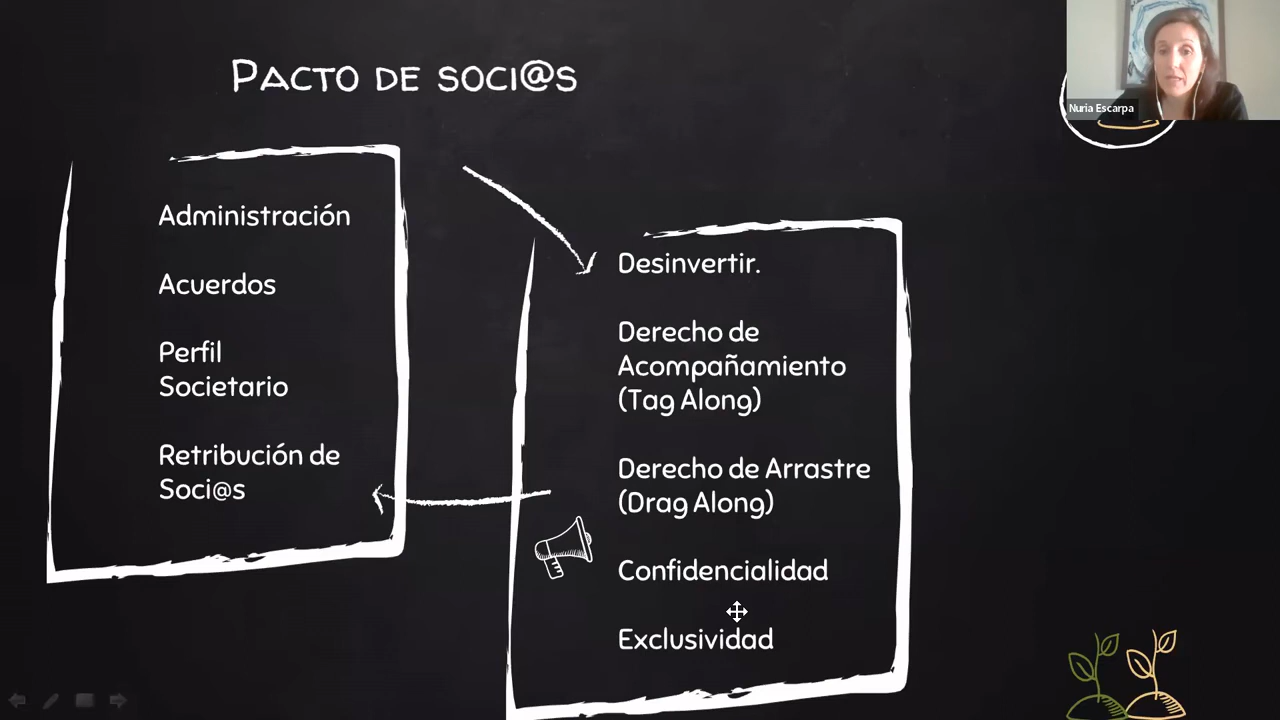 Pacto de soci@s
Nuria Escarpa
Administración
Acuerdos
Perfil
Societario
Retribución de
Soci@s
Desinvertir.
Derecho de
Acompañamiento
(Tag Along)
Derecho de Arrastre
(Drag Along)
Confidencialidad
Exclusividad